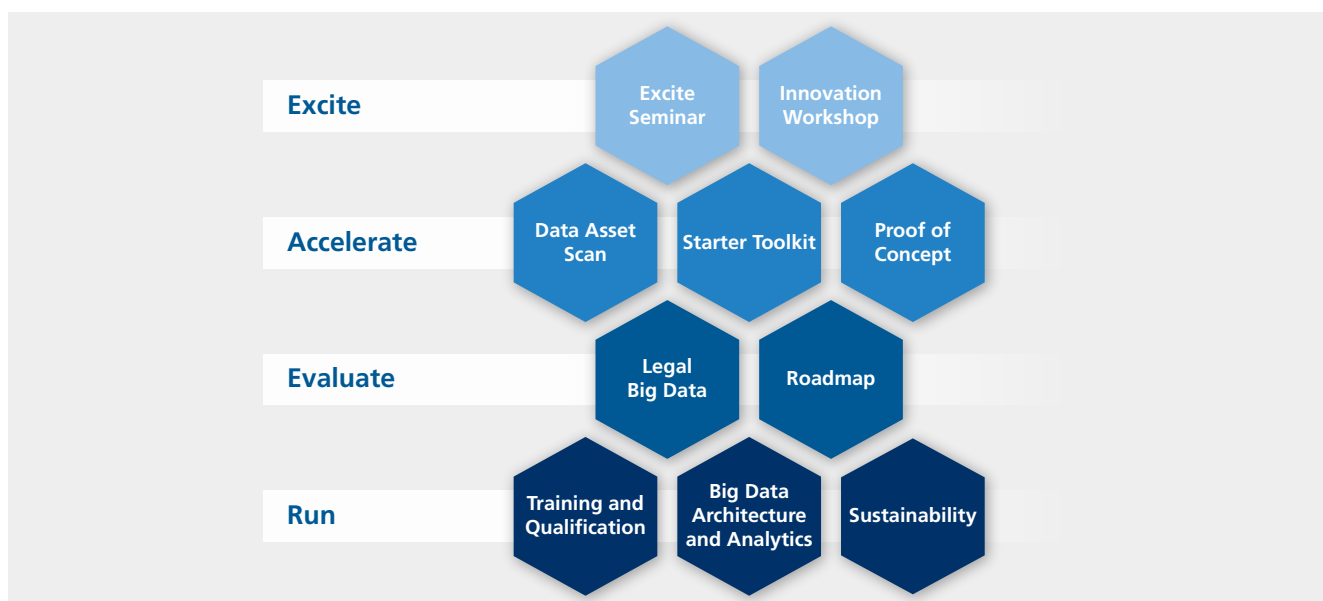 Excite
Excite
Seminar
Innovation
Workshop
Accelerate
Data Asset
Scan
Starter Toolkit
Proof of
Concept
Evaluate
Legal
Big Data
Roadmap
Run
Training and
Qualification
Big Data
Architecture
and Analytics
Sustainability